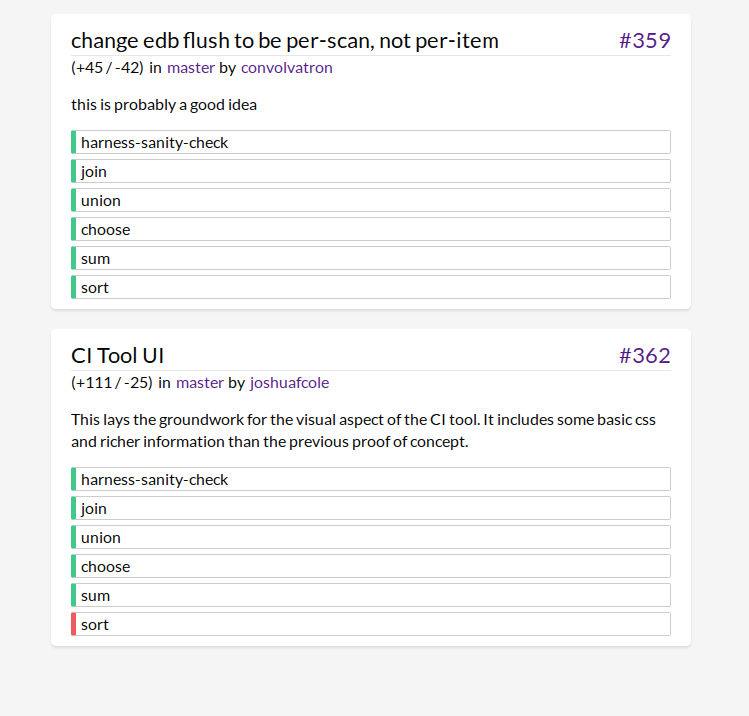 change edb flush to be per-scan, not per-item #359
(+45 / -42) in master by convolvatron
this is probably a good idea
harness-sanity-check
join
union
choose
sum
sort
CI Tool UI #362
(+111 / -25) in master by joshuafcole
This lays the groundwork for the visual aspect of the CI tool. It includes some basic css
and richer information than the previous proof of concept.
harness-sanity-check
join
union
choose
sum
sort